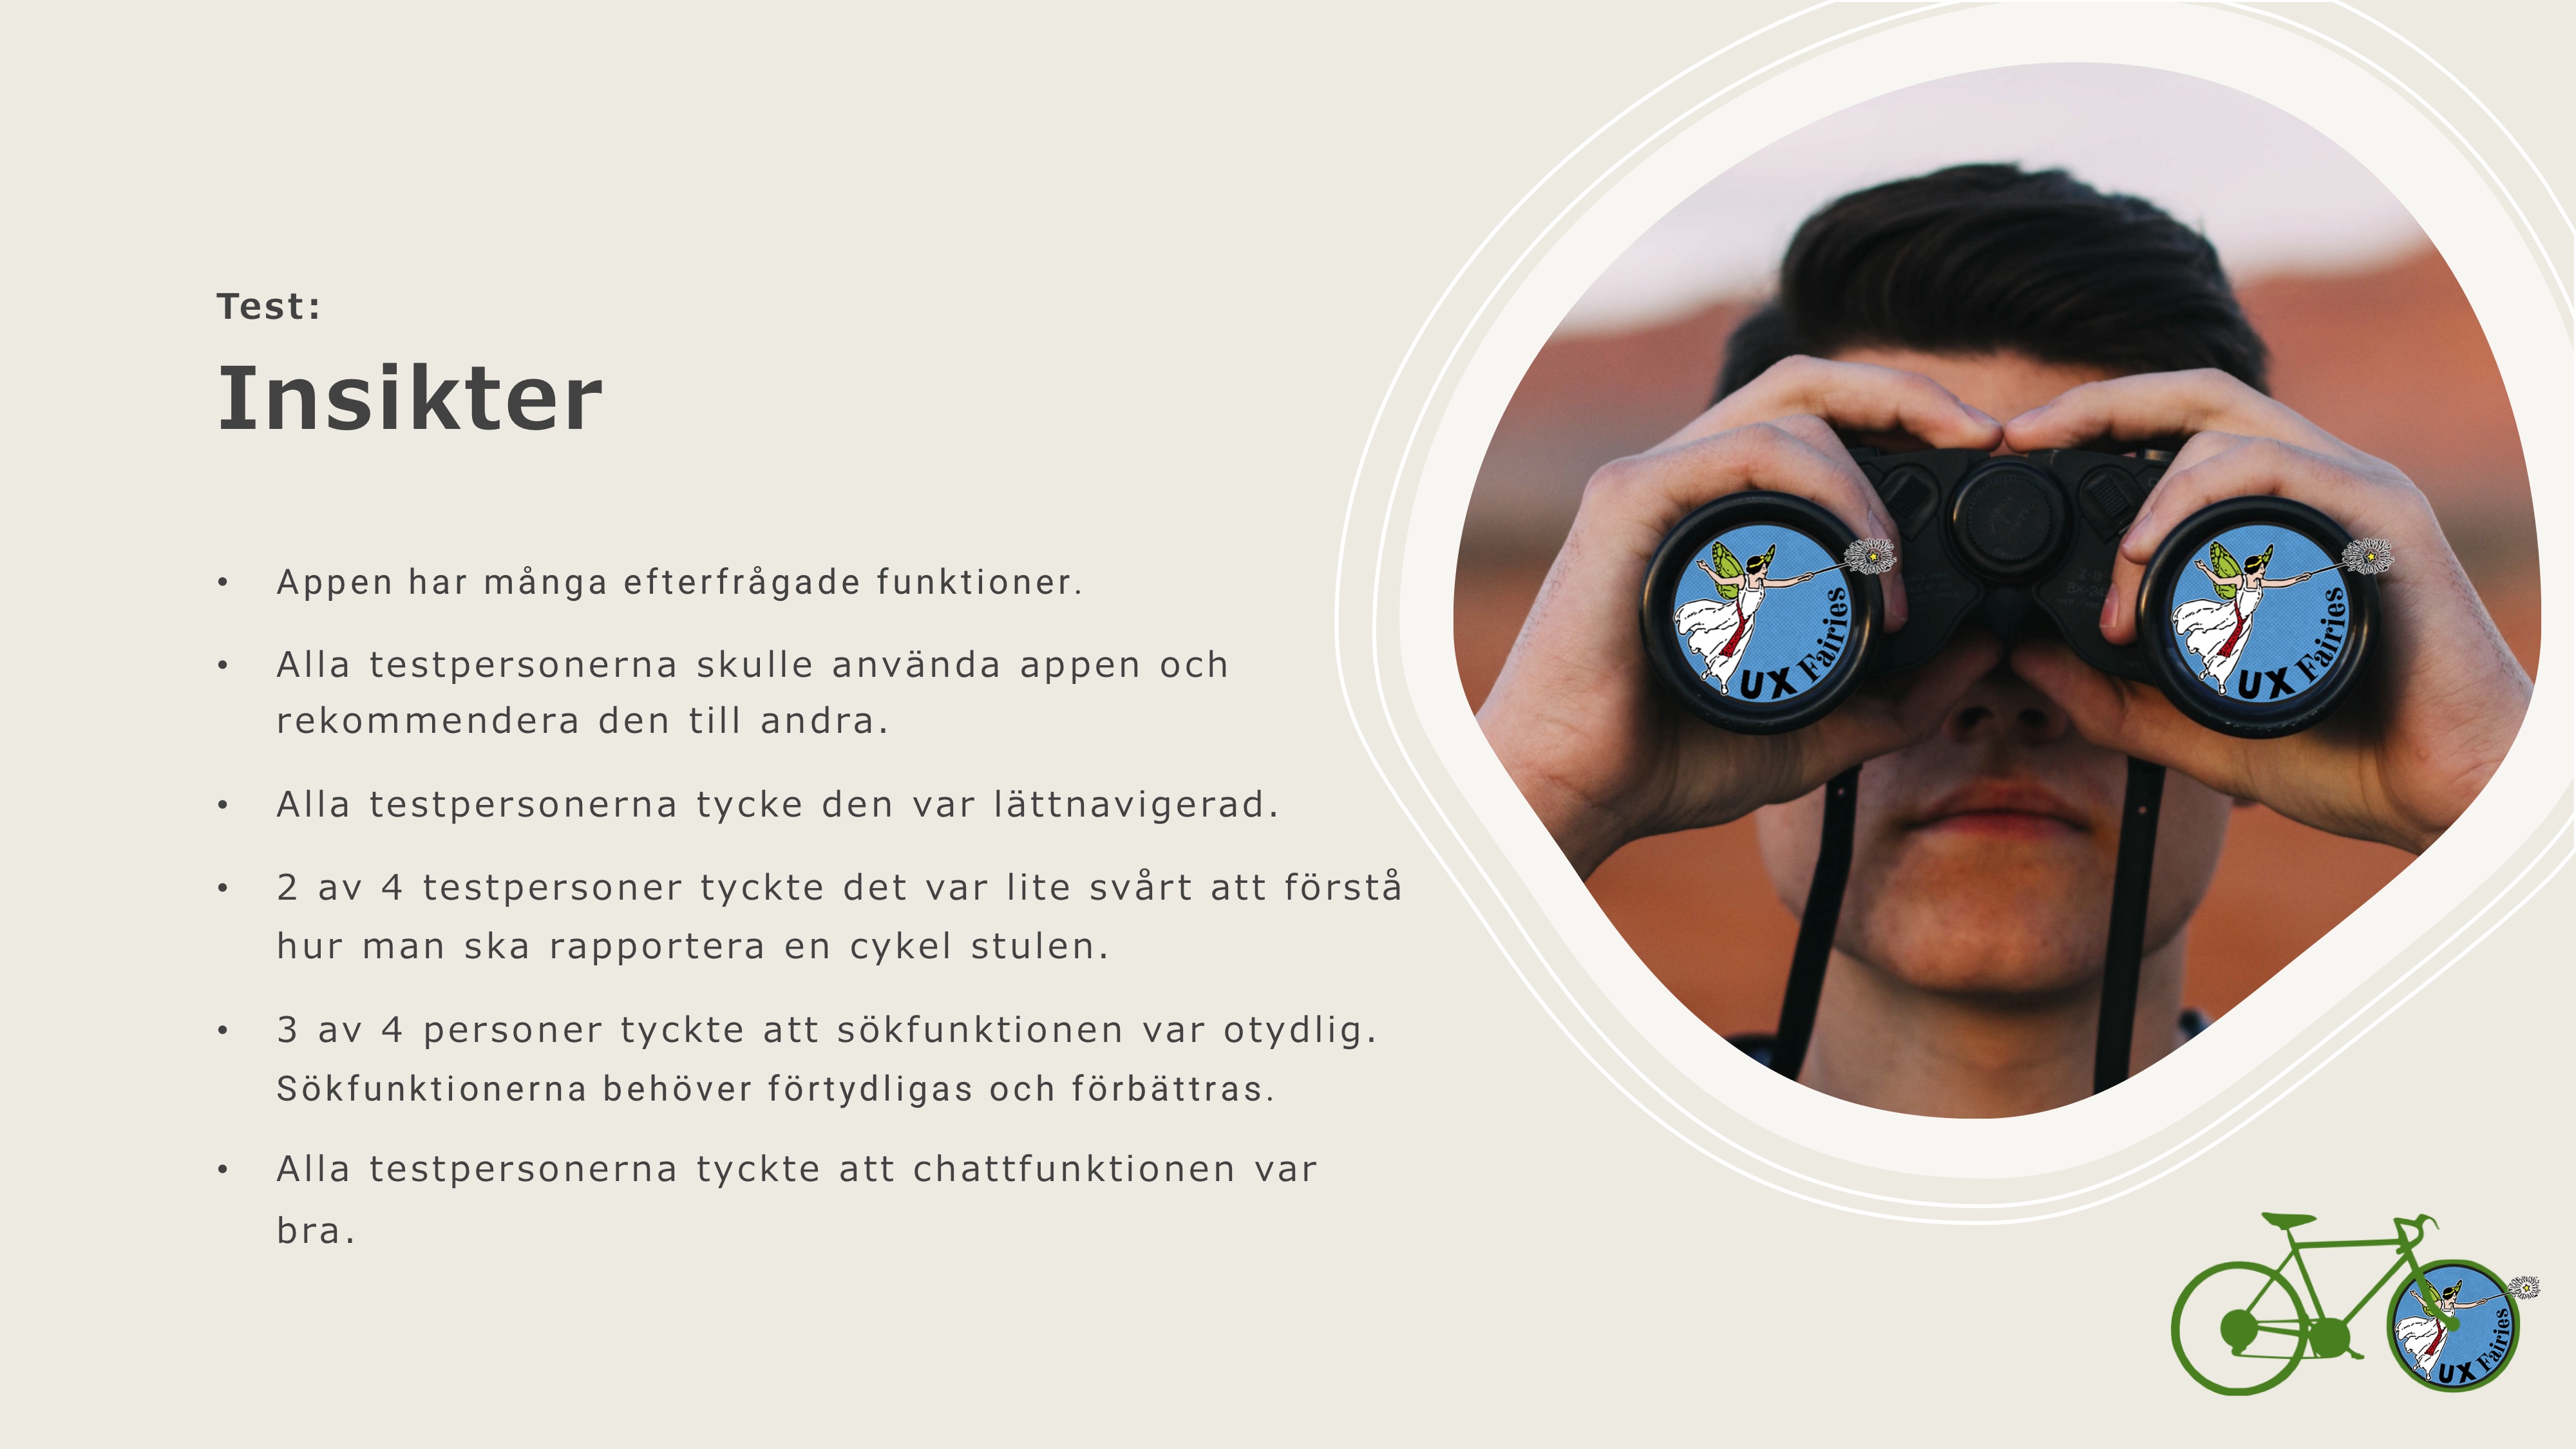 Test:
Insikter
• Appen har många efterfrågade funktioner.
• Alla testpersonerna skulle använda appen och
rekommendera den till andra.
• Alla testpersonerna tycke den var lättnavigerad.
• 2 av 4 testpersoner tyckte det var lite svårt att förstå
hur man ska rapportera en cykel stulen.
• 3 av 4 personer tyckte att sökfunktionen var otydlig.
Sökfunktionerna behöver förtydligas och förbättras.
• Alla testpersonerna tyckte att chattfunktionen var
bra.
UX Fairies
UX Fairies
UX Fairies